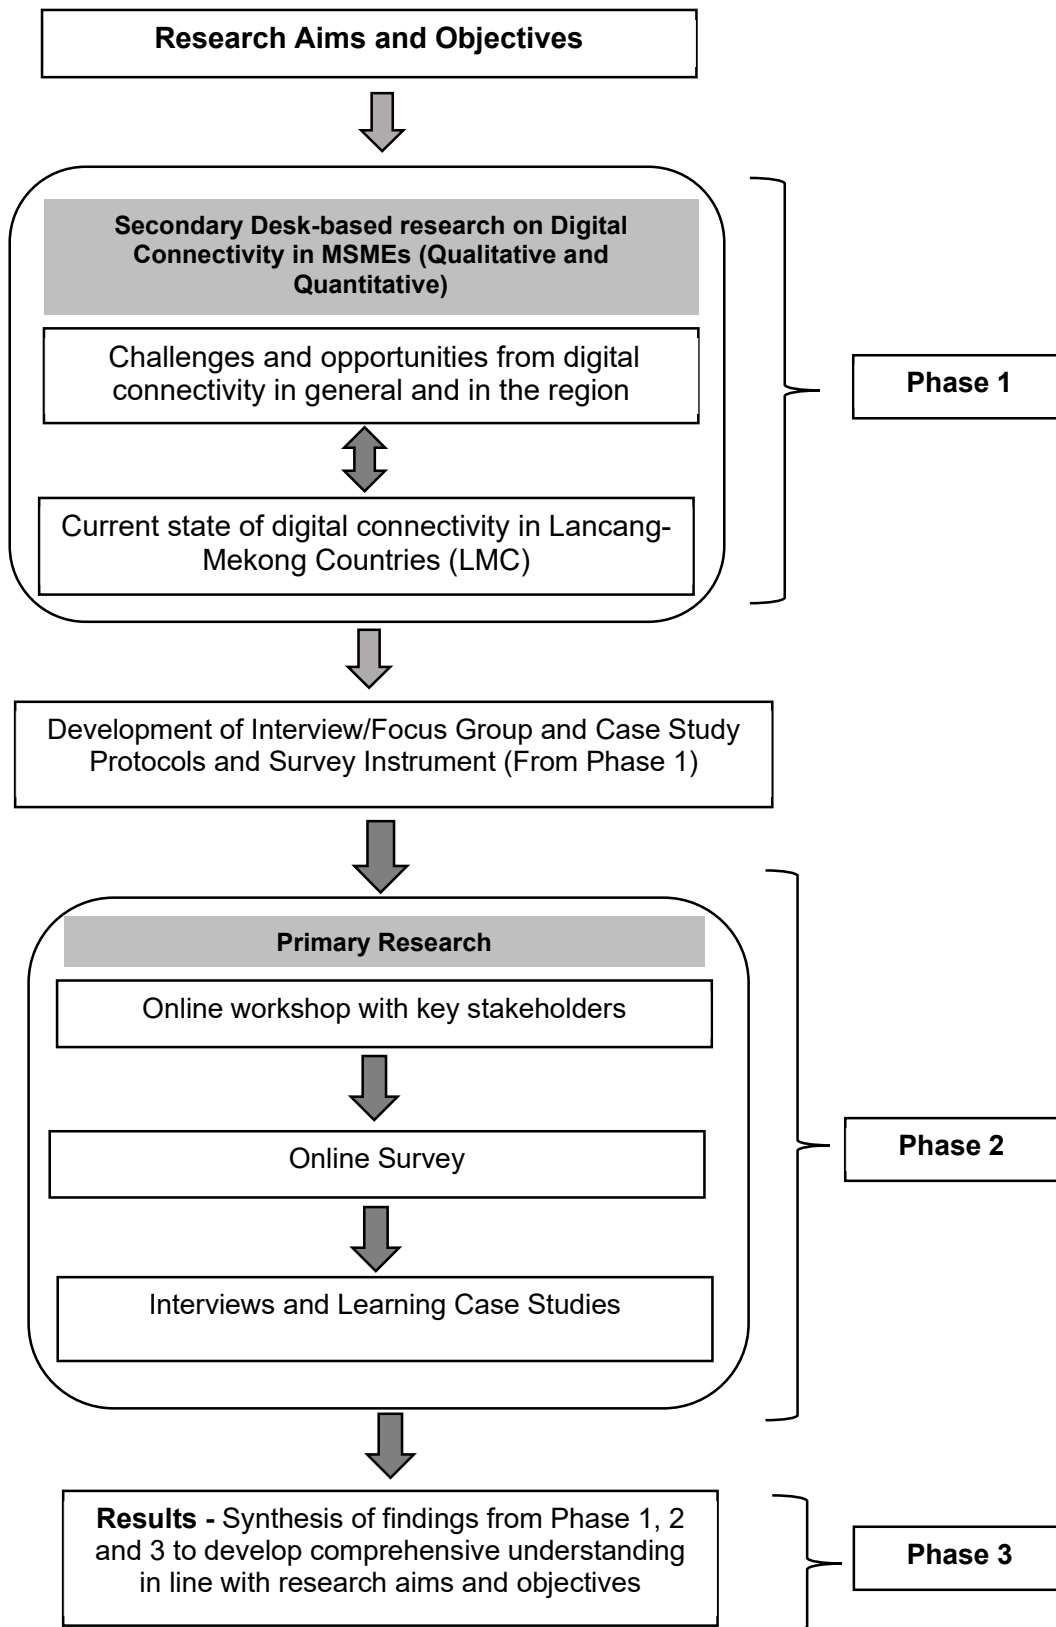 Research Aims and Objectives
Secondary Desk-based research on Digital
Connectivity in MSMEs (Qualitative and
Quantitative)
Challenges and opportunities from digital
connectivity in general and in the region
Phase 1
Current state of digital connectivity in Lancang-
Mekong Countries (LMC)
Development of Interview/Focus Group and Case Study
Protocols and Survey Instrument (From Phase 1)
Primary Research
Online workshop with key stakeholders
Online Survey
Phase 2
Interviews and Learning Case Studies
Results - Synthesis of findings from Phase 1, 2
and 3 to develop comprehensive understanding
in line with research aims and objectives
Phase 3